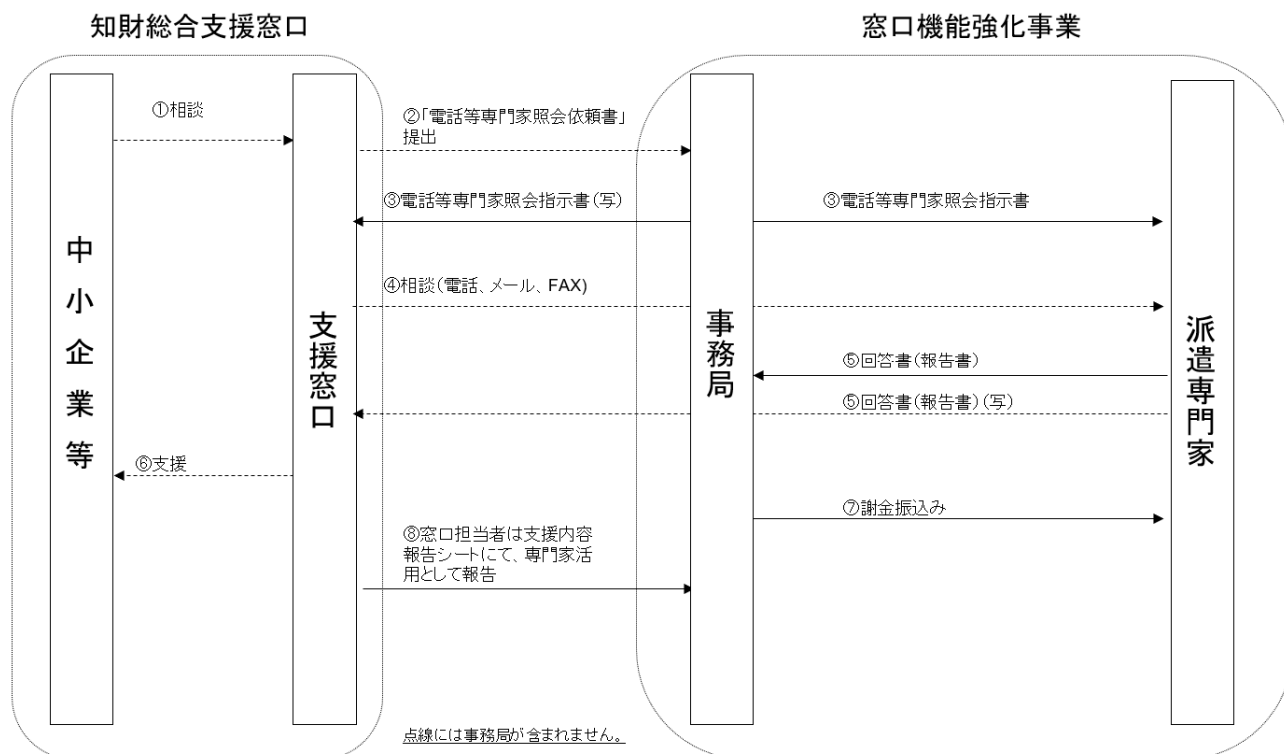 知財総合支援窓口
窓口機能強化事業
①相談
②「電話等専門家照会依頼書」
提出
③電話等専門家照会指示書(写)
③電話等専門家照会指示書
④相談(電話、メール、FAX)
中小企業等
支援窓口
事務局
派遣専門家
⑤回答書(報告書)
⑤回答書(報告書)(写)
⑥支援
⑦謝金振込み
⑧窓口担当者は支援内容
報告シートにて、専門家活
用として報告
点線には事務局が含まれません。